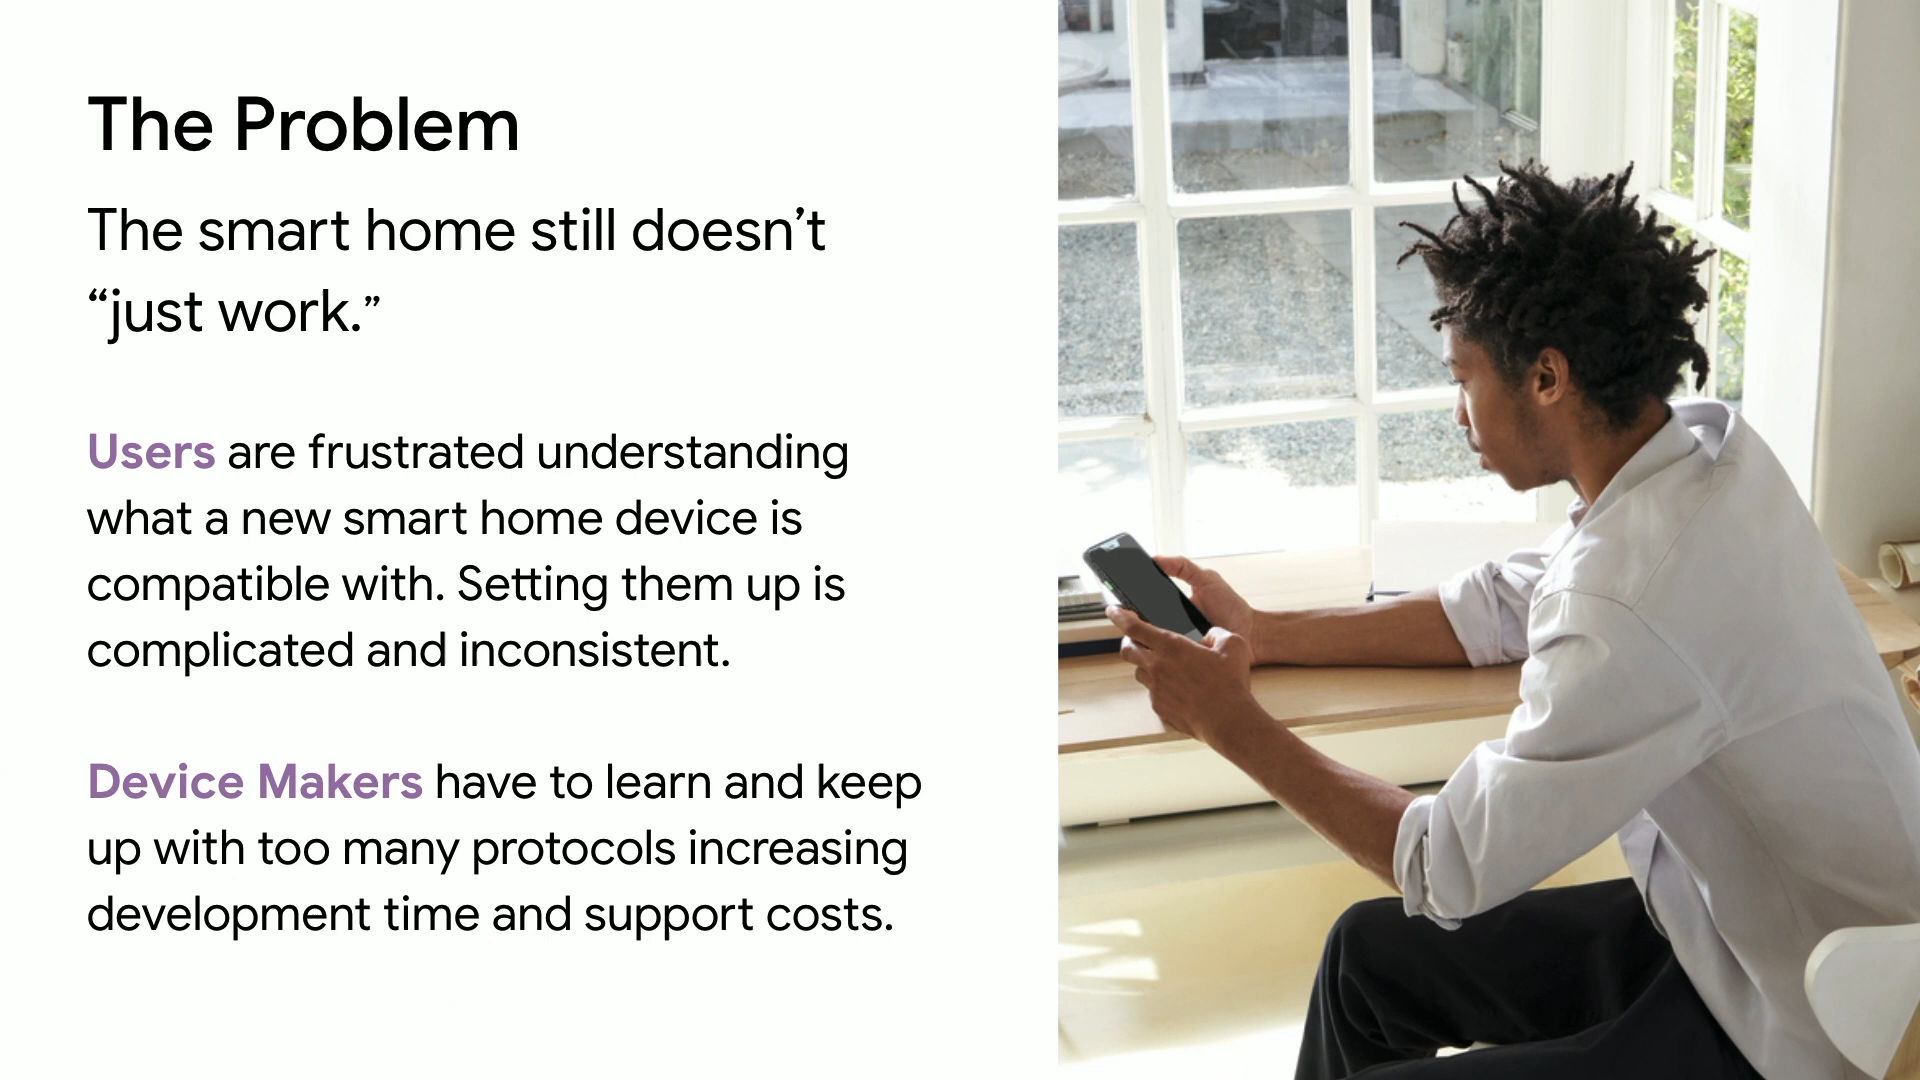 The Problem
The smart home still doesn’t
“just work.”
Users are frustrated understanding
what a new smart home device is
compatible with. Setting them up is
complicated and inconsistent.
Device Makers have to learn and keep
up with too many protocols increasing
development time and support costs.